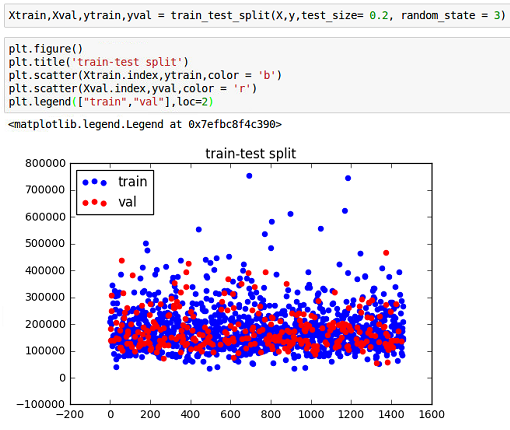 Xtrain,Xval,ytrain,yval = train_test_split(X,y,test_size= 0.2, random_state = 3)
plt.figure()
plt.title('train-test split')
plt.scatter(Xtrain.index,ytrain,color = 'b')
plt.scatter(Xval.index,yval,color = 'r')
plt.legend(["train","val"],loc=2)
<matplotlib.legend.Legend at 0x7efbc8f4c390>
train-test split
800000
700000
600000
500000
400000
300000
200000
100000
0
-100000
train
val
-200 0 200 400 600 800 1000 1200 1400 1600